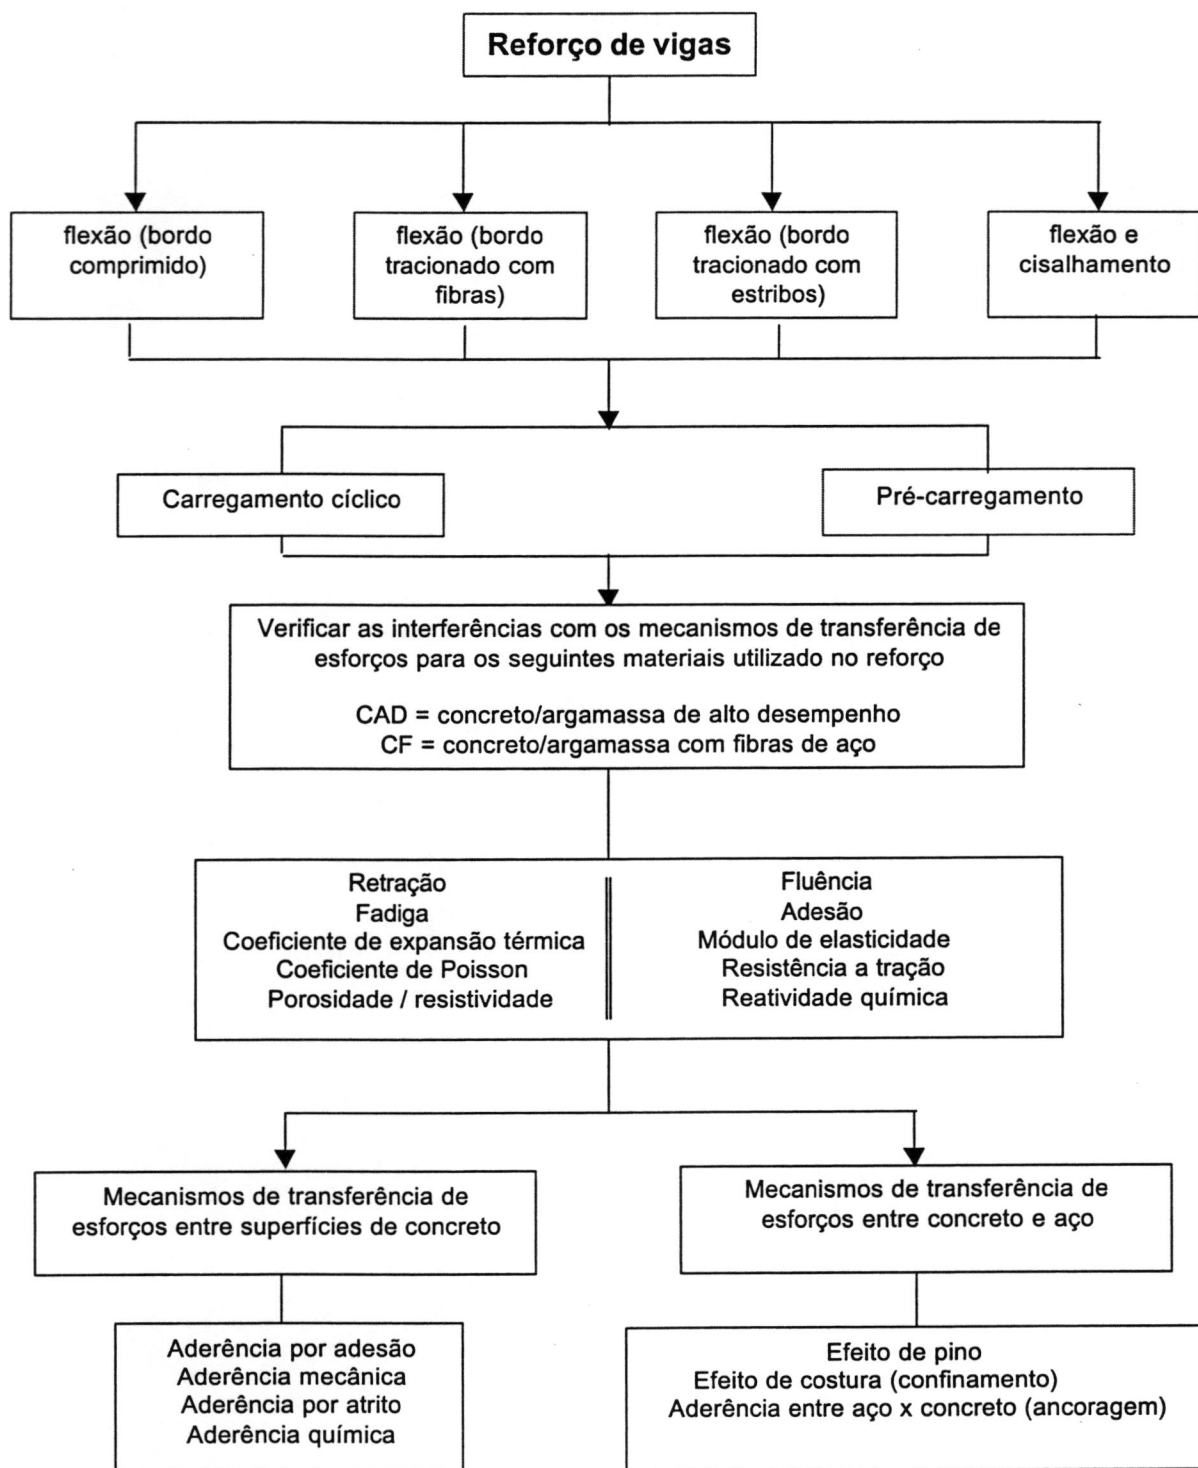 Reforço de vigas
flexão (bordo
comprimido)
flexão (bordo
tracionado com
fibras)
flexão (bordo
tracionado com
estribos)
flexão e
cisalhamento
Carregamento cíclico
Pré-carregamento
Verificar as interferências com os mecanismos de transferência de
esforços para os seguintes materiais utilizado no reforço
CAD = concreto/argamassa de alto desempenho
CF = concreto/argamassa com fibras de aço
Retração
Fadiga
Coeficiente de expansão térmica
Coeficiente de Poisson
Porosidade / resistividade
Fluência
Adesão
Módulo de elasticidade
Resistência a tração
Reatividade química
Mecanismos de transferência de
esforços entre superfícies de concreto
Mecanismos de transferência de
esforços entre concreto e aço
Aderência por adesão
Aderência mecânica
Aderência por atrito
Aderência química
Efeito de pino
Efeito de costura (confinamento)
Aderência entre aço x concreto (ancoragem)